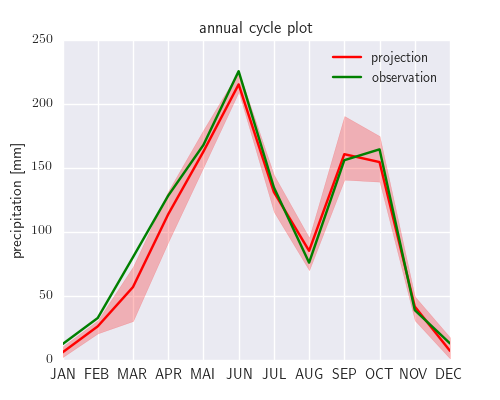 annual cycle plot
projection
observation
precipitation [mm]
250
200
150
100
50
0
JAN FEB MAR APR MAI JUN JUL AUG SEP OCT NOV DEC